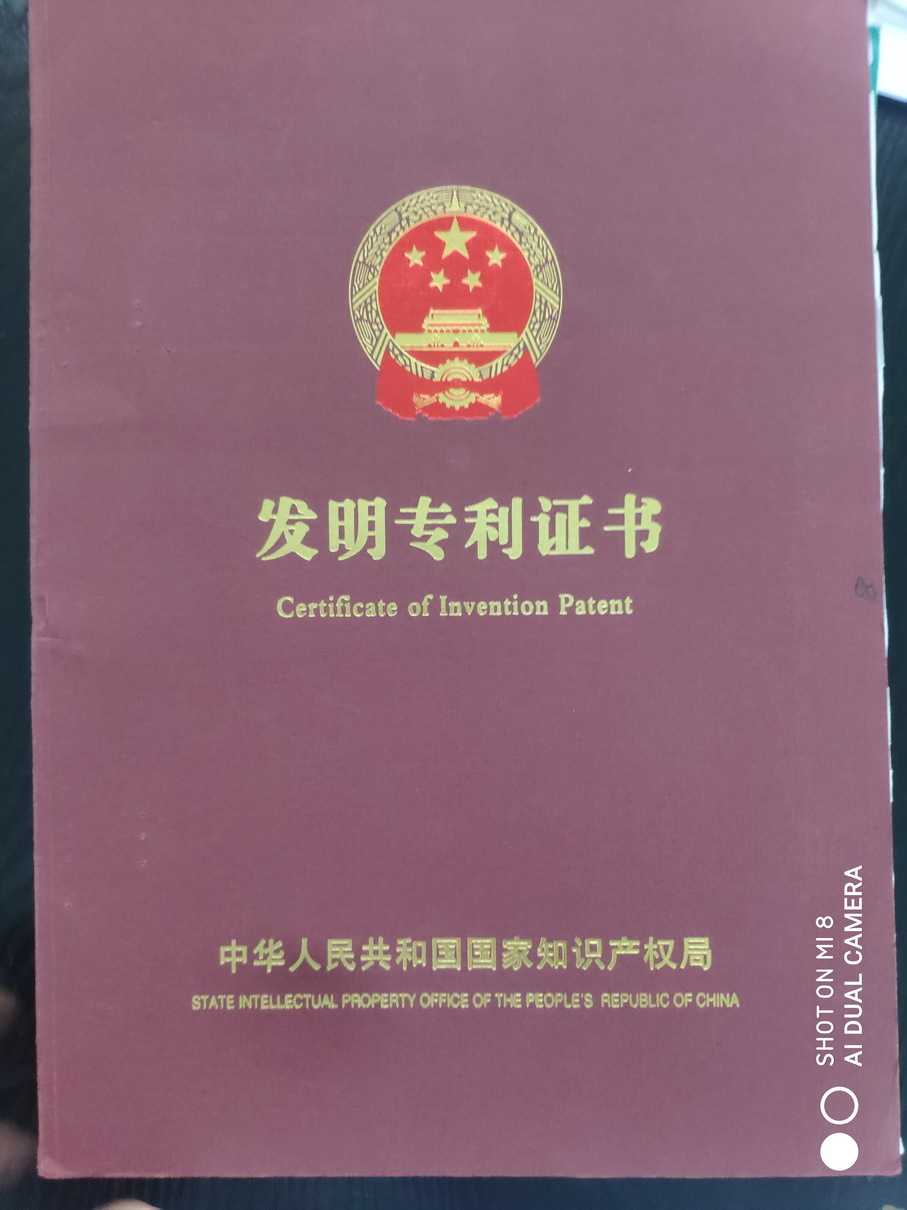 发明专利证书
Certificate of Invention Patent
中华人民共和国国家知识产权局
STATE INTELLECTUAL PROPERTY OFFICE OF THE PEOPLE'S REPUBLIC OF CHINA
SHOT ON MI 8
AI DUAL CAMERA